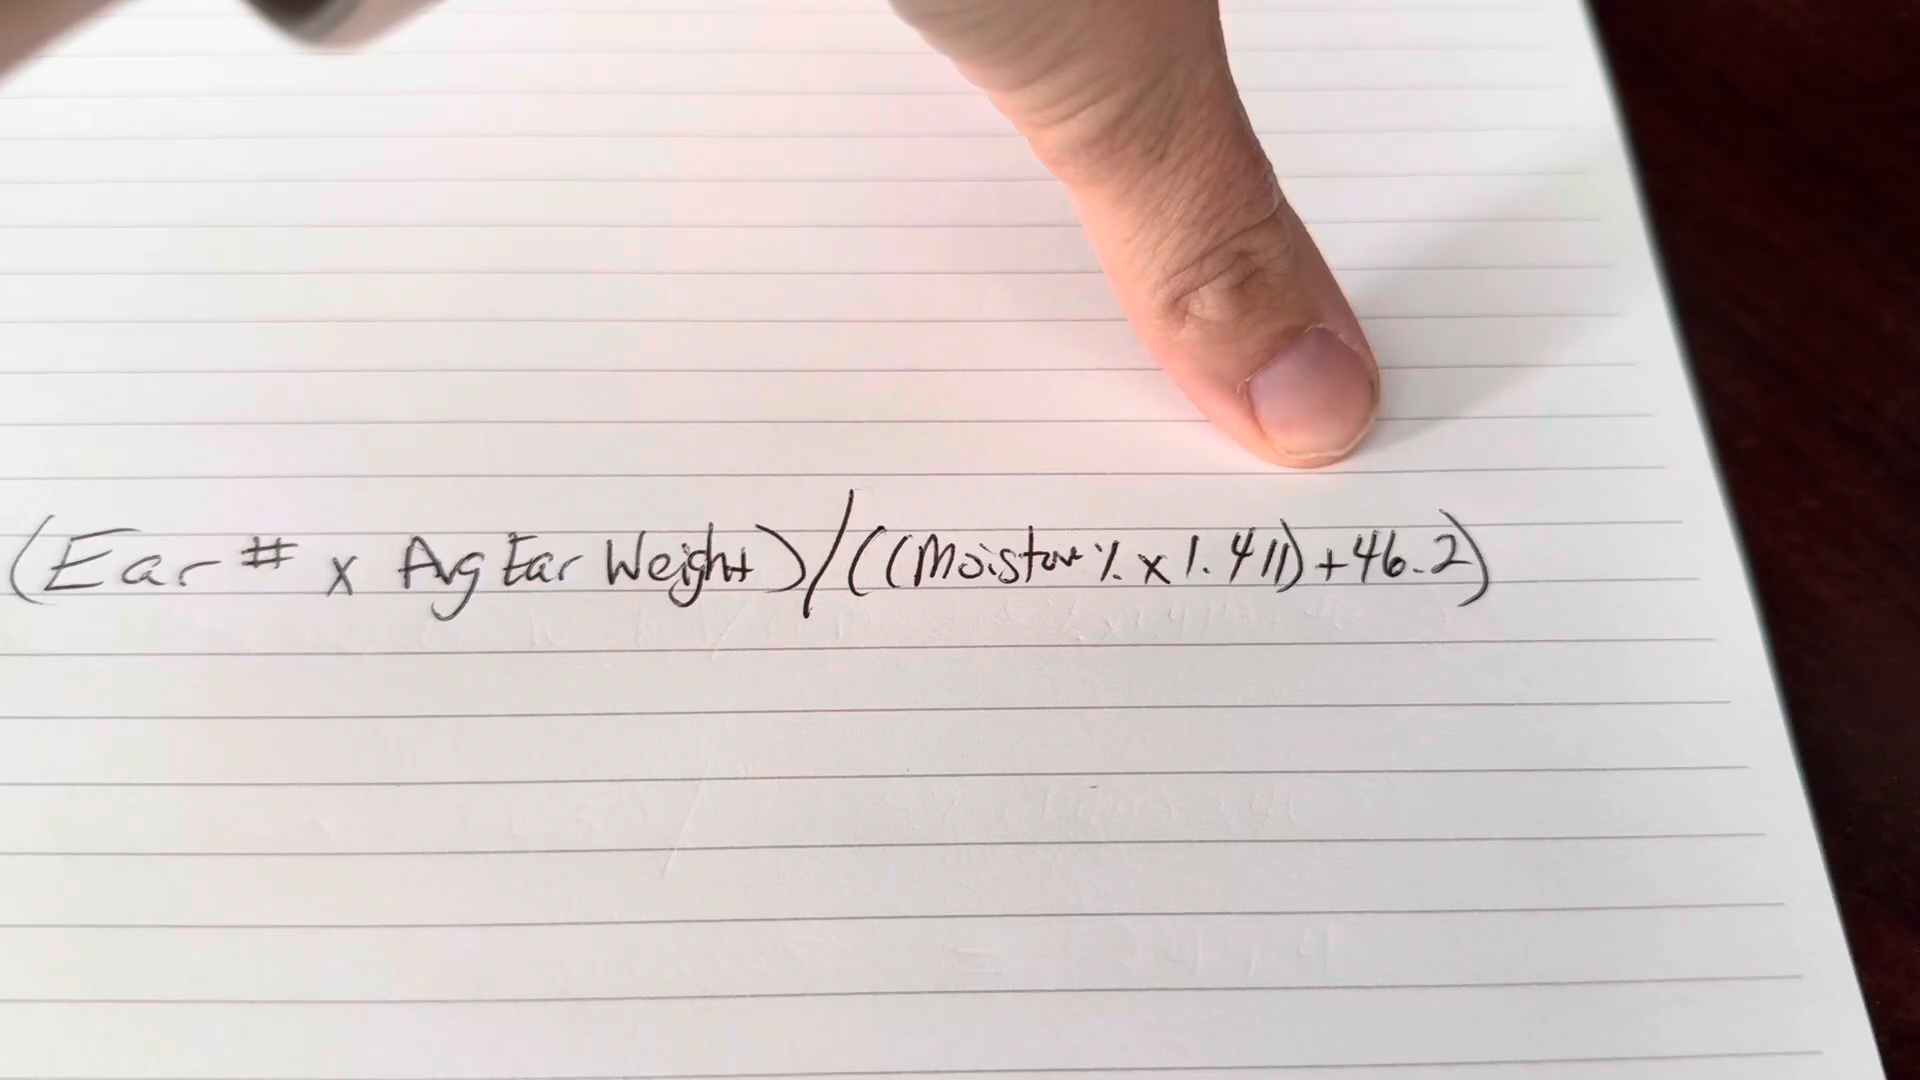 (Ear # x Avg Ear Weight)/((Moisture % x 1.411)+46.2)